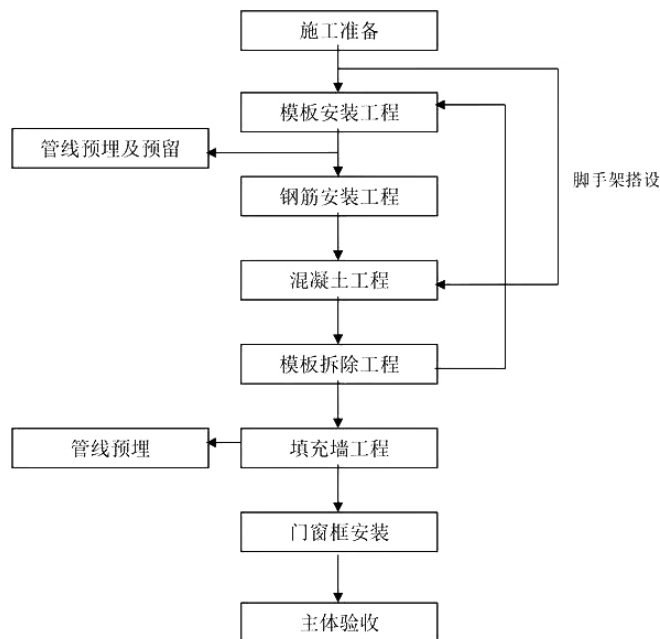 施工准备
模板安装工程
管线预埋及预留
脚手架搭设
钢筋安装工程
混凝土工程
模板拆除工程
管线预埋
填充墙工程
门窗框安装
主体验收